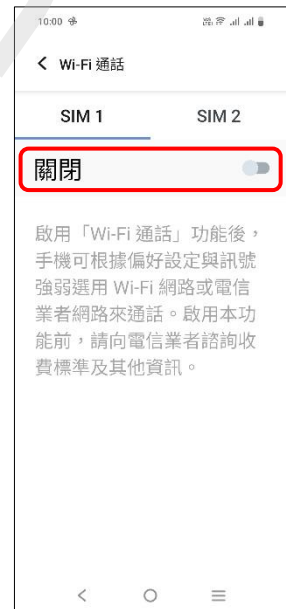 10:00
Wi-Fi 通話
SIM 1 SIM 2
關閉
啟用「Wi-Fi 通話」功能後，
手機可根據偏好設定與訊號
強弱選用 Wi-Fi 網路或電信
業者網路來通話。啟用本功
能前，請向電信業者諮詢收
費標準及其他資訊。